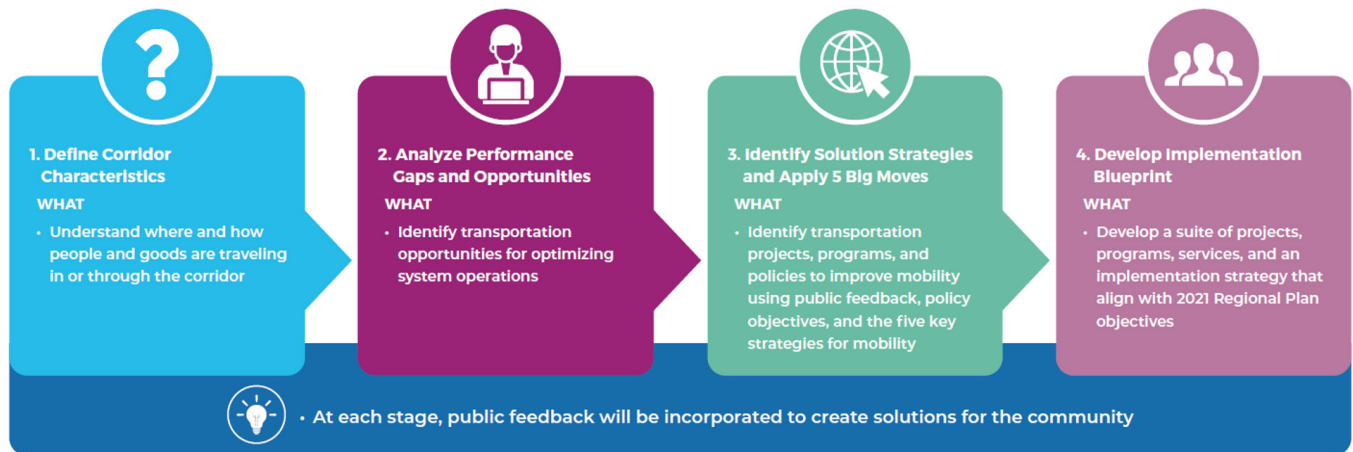 1. Define Corridor
Characteristics
WHAT
• Understand where and how
people and goods are traveling
in or through the corridor
2. Analyze Performance
Gaps and Opportunities
WHAT
• Identify transportation
opportunities for optimizing
system operations
3. Identify Solution Strategies
and Apply 5 Big Moves
WHAT
• Identify transportation
projects, programs, and
policies to improve mobility
using public feedback, policy
objectives, and the five key
strategies for mobility
4. Develop Implementation
Blueprint
WHAT
• Develop a suite of projects,
programs, services, and an
implementation strategy that
align with 2021 Regional Plan
objectives
• At each stage, public feedback will be incorporated to create solutions for the community